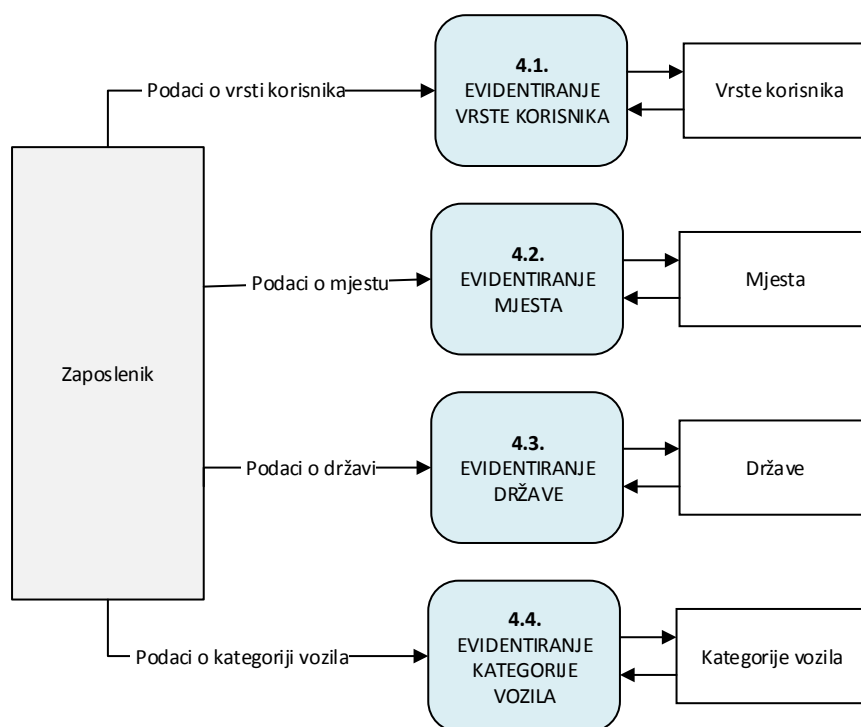 4.1.
EVIDENTIRANJE
VRSTE KORISNIKA
Podaci o vrsti korisnika
Vrste korisnika
4.2.
EVIDENTIRANJE
MJESTA
Podaci o mjestu
Mjesta
Zaposlenik
4.3.
EVIDENTIRANJE
DRŽAVE
Podaci o državi
Države
4.4.
EVIDENTIRANJE
KATEGORIJE
VOZILA
Podaci o kategoriji vozila
Kategorije vozila